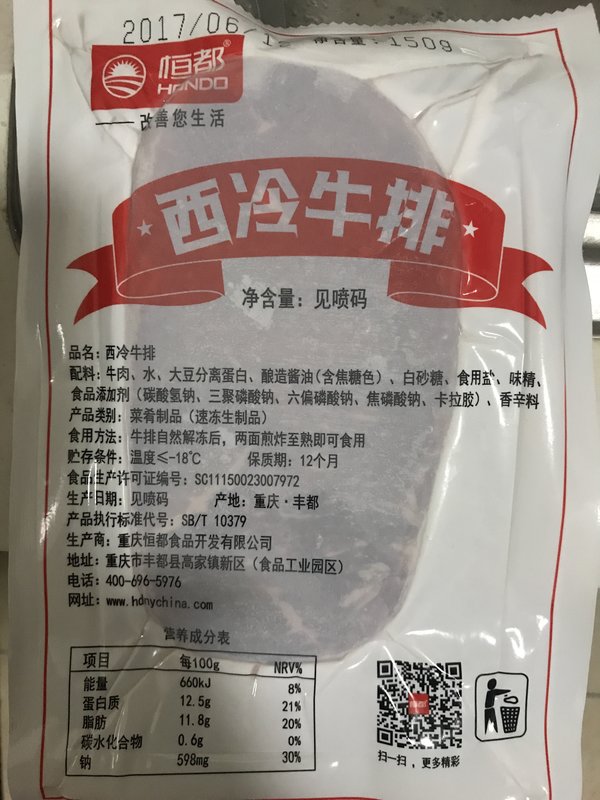 2017/06 净含量:150g
恒都®
HONDO
—— 改善您生活
西冷牛排
净含量: 见喷码
品名: 西冷牛排
配料: 牛肉、水、大豆分离蛋白、酿造酱油(含焦糖色)、白砂糖、食用盐、味精、
食品添加剂(碳酸氢钠、三聚磷酸钠、六偏磷酸钠、焦磷酸钠、卡拉胶)、香辛料
产品类别: 菜肴制品(速冻生制品)
食用方法: 牛排自然解冻后, 两面煎炸至熟即可食用
贮存条件: 温度≤-18℃ 保质期: 12个月
食品生产许可证编号: SC11150023007972
生产日期: 见喷码 产地: 重庆·丰都
产品执行标准代号: SB/T 10379
生产商: 重庆恒都食品开发有限公司
地址: 重庆市丰都县高家镇新区(食品工业园区)
电话: 400-696-5976
网址: www.hdnychina.com
营养成分表
项目 每100g NRV%
能量 660kJ 8%
蛋白质 12.5g 21%
脂肪 11.8g 20%
碳水化合物 0.6g 0%
钠 598mg 30%
扫一扫, 更多精彩